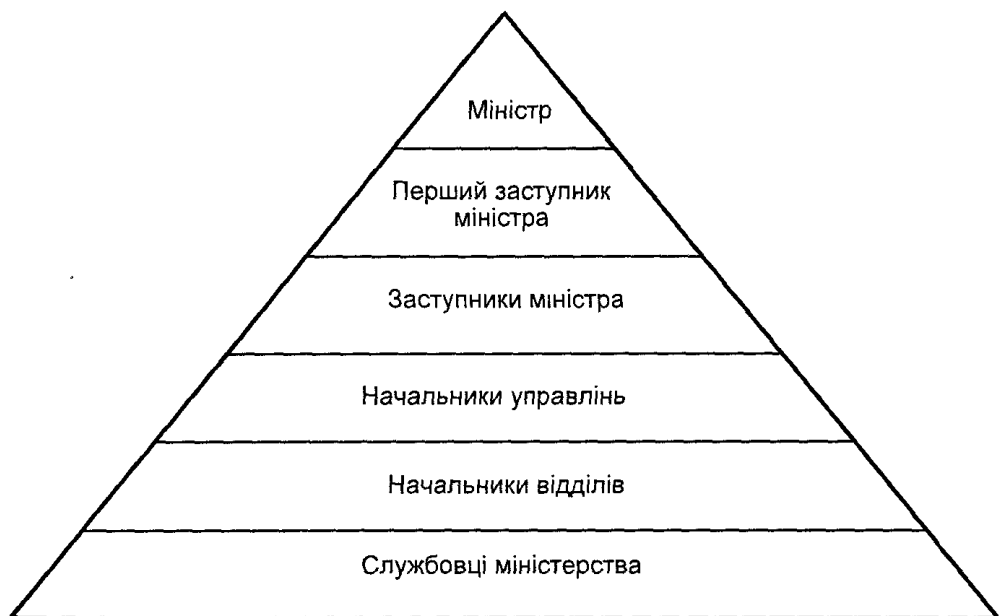 Міністр
Перший заступник
міністра
Заступники міністра
Начальники управлінь
Начальники відділів
Службовці міністерства